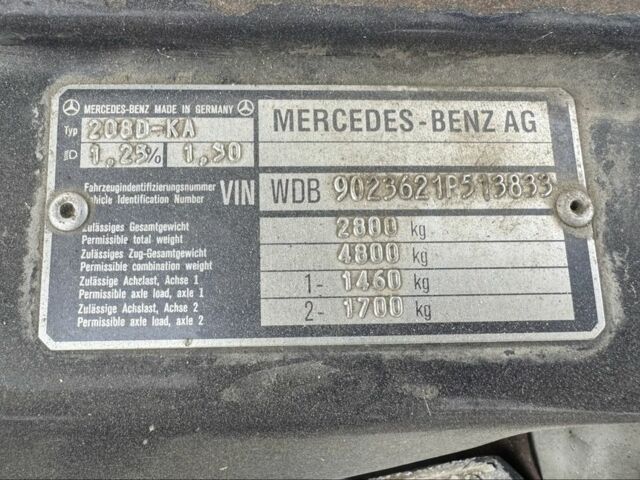 MERCEDES-BENZ MADE IN GERMANY
Typ 208D-KA
1,25% 1,90
MERCEDES-BENZ AG
Fahrzeugidentifizierungsnummer
Vehicle Identification Number
VIN WDB 9023621P513833
Zulässiges Gesamtgewicht
Permissible total weight
2800 kg
Zulässiges Zug-Gesamtgewicht
Permissible combination weight
4800 kg
Zulässige Achslast, Achse 1
Permissible axle load, axle 1
1- 1460 kg
Zulässige Achslast, Achse 2
Permissible axle load, axle 2
2- 1700 kg